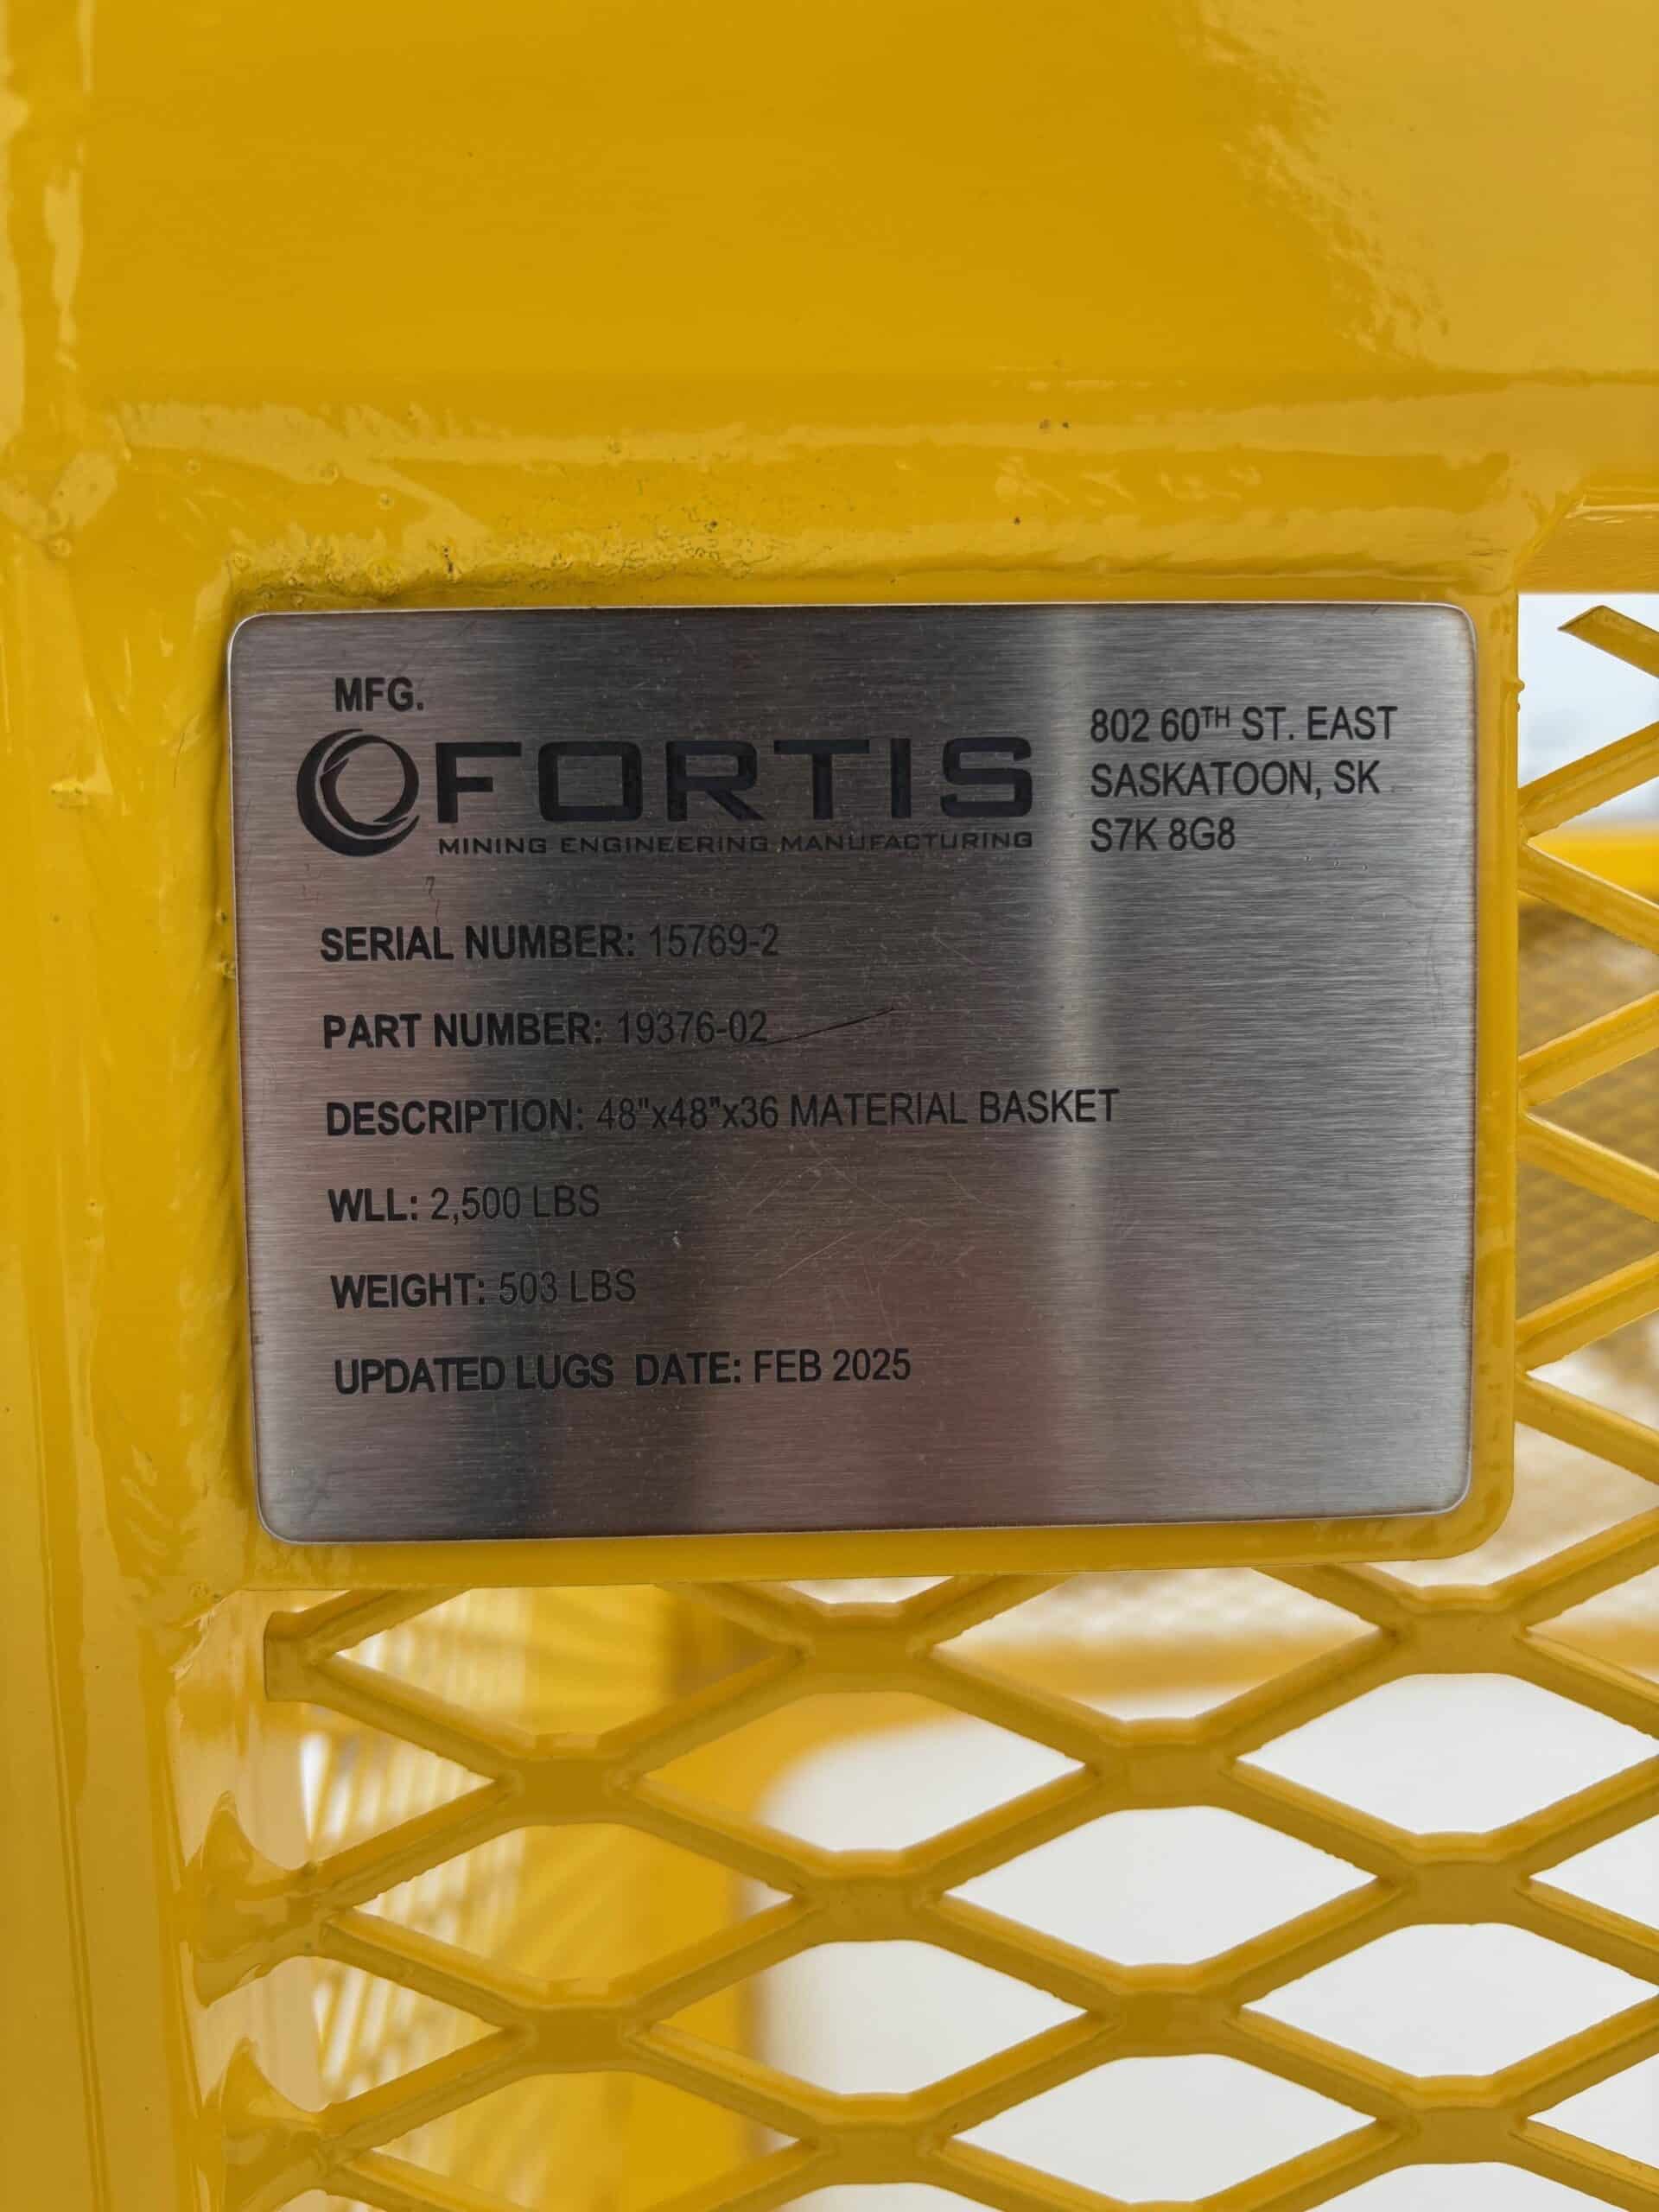 MFG.
FORTIS
MINING ENGINEERING MANUFACTURING
802 60TH ST. EAST
SASKATOON, SK
S7K 8G8
SERIAL NUMBER: 15769-2
PART NUMBER: 19376-02
DESCRIPTION: 48"x48"x36 MATERIAL BASKET
WLL: 2,500 LBS
WEIGHT: 503 LBS
UPDATED LUGS DATE: FEB 2025